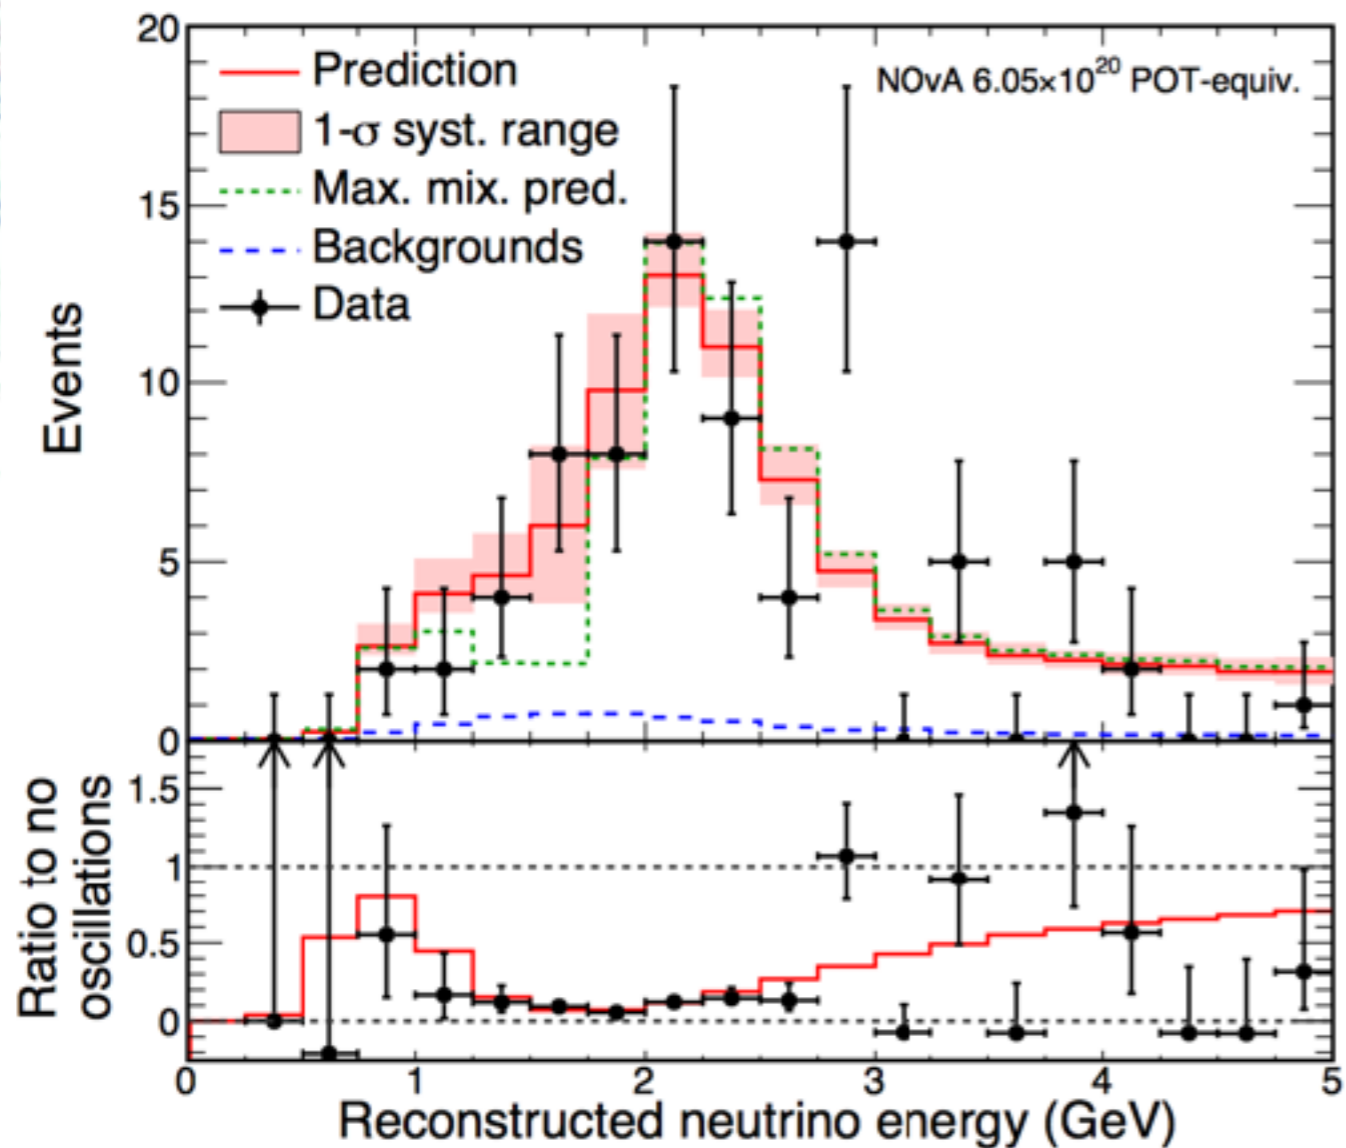 20
Prediction
NOvA 6.05×10²⁰ POT-equiv.
1-σ syst. range
Max. mix. pred.
15
Backgrounds
Data
Events
10
5
0
Ratio to no
oscillations
1.5
1
0.5
0
0 1 2 3 4 5
Reconstructed neutrino energy (GeV)